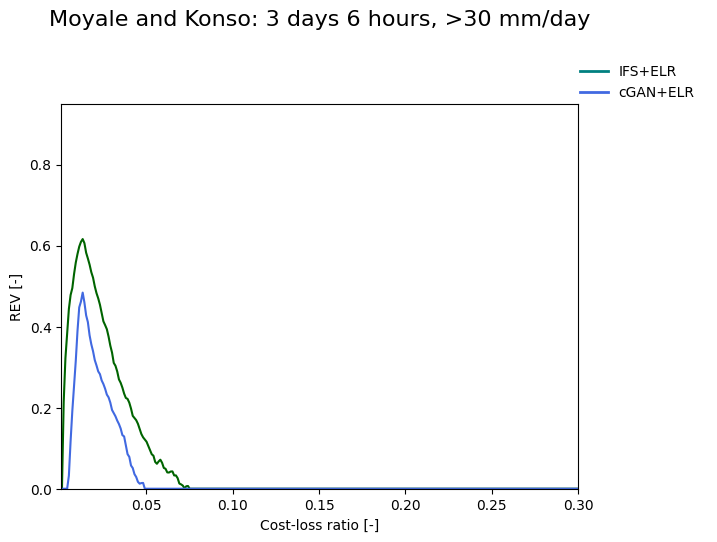 Moyale and Konso: 3 days 6 hours, >30 mm/day
IFS+ELR
cGAN+ELR
0.8
0.6
0.4
0.2
0.0
REV [-]
0.05 0.10 0.15 0.20 0.25 0.30
Cost-loss ratio [-]